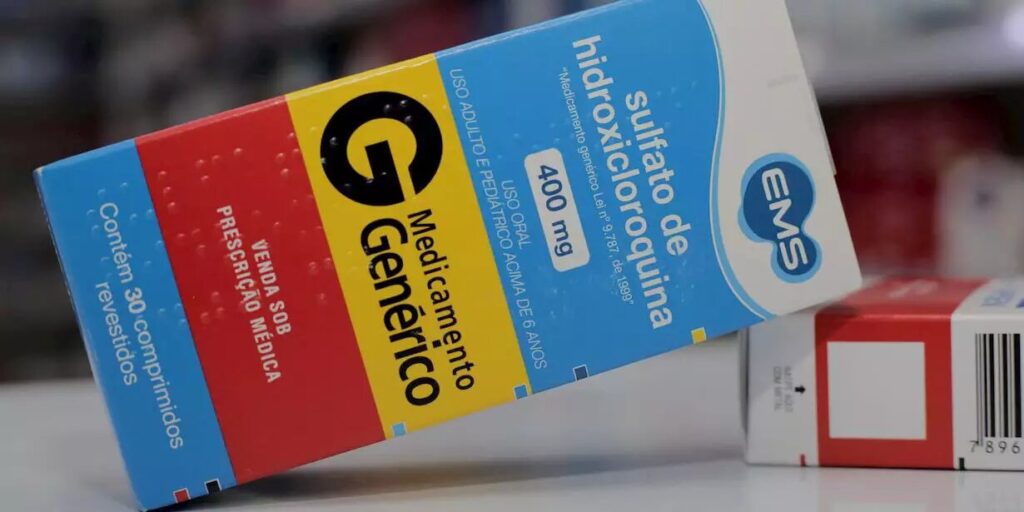 sulfato de
hidroxicloroquina
"Medicamento genérico Lei nº 9.787, de 1999"
400 mg
USO ORAL
USO ADULTO E PEDIÁTRICO ACIMA DE 6 ANOS
EMS
G
Medicamento
Genérico
VENDA SOB
PRESCRIÇÃO MÉDICA
Contém 30 comprimidos
revestidos
7896